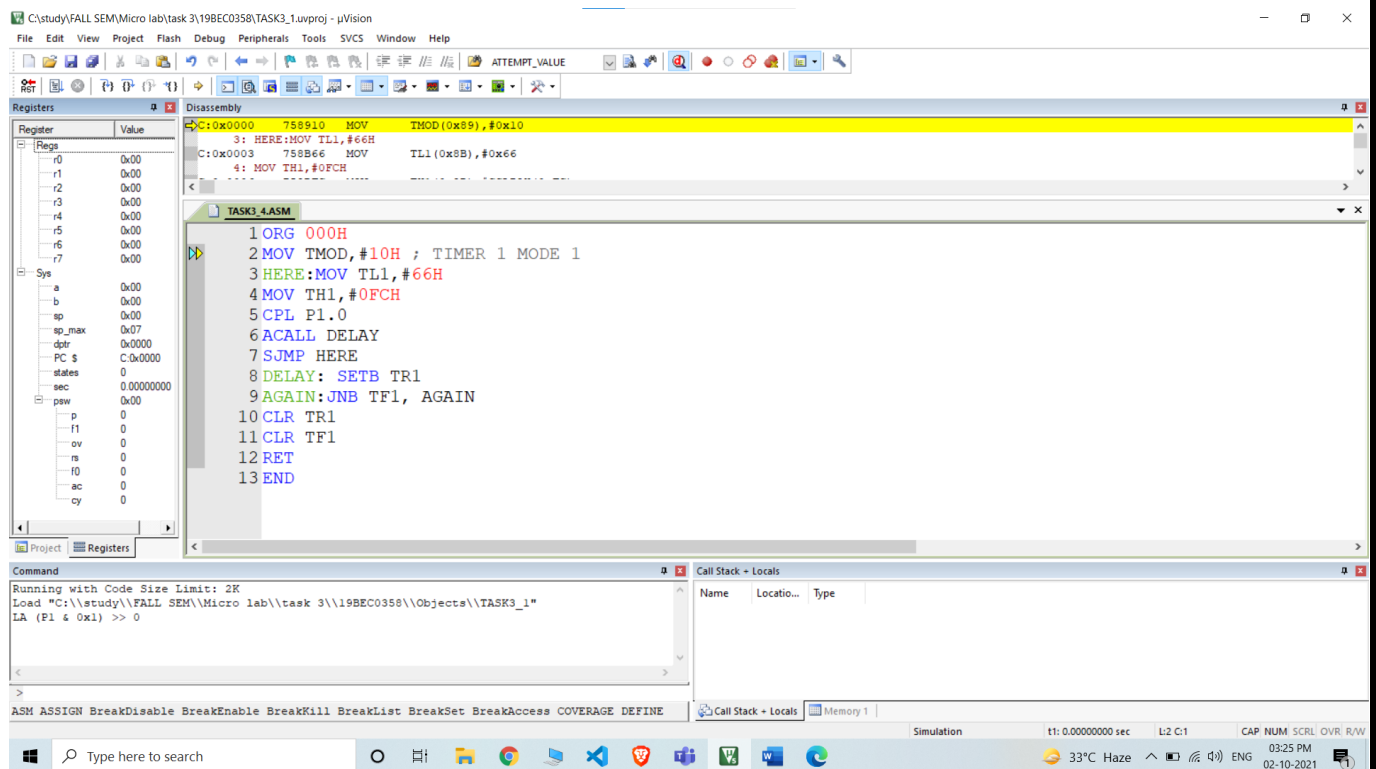 C:\study\FALL SEM\Micro lab\task 3\19BEC0358\TASK3_1.uvproj - µVision
File Edit View Project Flash Debug Peripherals Tools SVCS Window Help
ATTEMPT_VALUE
RST
Registers
Register Value
Regs
r0 0x00
r1 0x00
r2 0x00
r3 0x00
r4 0x00
r5 0x00
r6 0x00
r7 0x00
Sys
a 0x00
b 0x00
sp 0x00
sp_max 0x07
dptr 0x0000
PC $ C:0x0000
states 0
sec 0.00000000
psw 0x00
p 0
f1 0
ov 0
rs 0
f0 0
ac 0
cy 0
Project Registers
Disassembly
C:0x0000 758910 MOV TMOD(0x89),#0x10
3: HERE:MOV TL1,#66H
C:0x0003 758B66 MOV TL1(0x8B),#0x66
4: MOV TH1,#0FCH
TASK3_4.ASM
1 ORG 000H
2 MOV TMOD,#10H ; TIMER 1 MODE 1
3 HERE:MOV TL1,#66H
4 MOV TH1,#0FCH
5 CPL P1.0
6 ACALL DELAY
7 SJMP HERE
8 DELAY: SETB TR1
9 AGAIN:JNB TF1, AGAIN
10 CLR TR1
11 CLR TF1
12 RET
13 END
Command
Running with Code Size Limit: 2K
Load "C:\\study\\FALL SEM\\Micro lab\\task 3\\19BEC0358\\Objects\\TASK3_1"
LA (P1 & 0x1) >> 0
>
ASM ASSIGN BreakDisable BreakEnable BreakKill BreakList BreakSet BreakAccess COVERAGE DEFINE
Call Stack + Locals
Name Locatio... Type
Call Stack + Locals Memory 1
Simulation t1: 0.00000000 sec L:2 C:1 CAP NUM SCRL OVR R/W
Type here to search
33°C Haze ENG 03:25 PM
02-10-2021
1